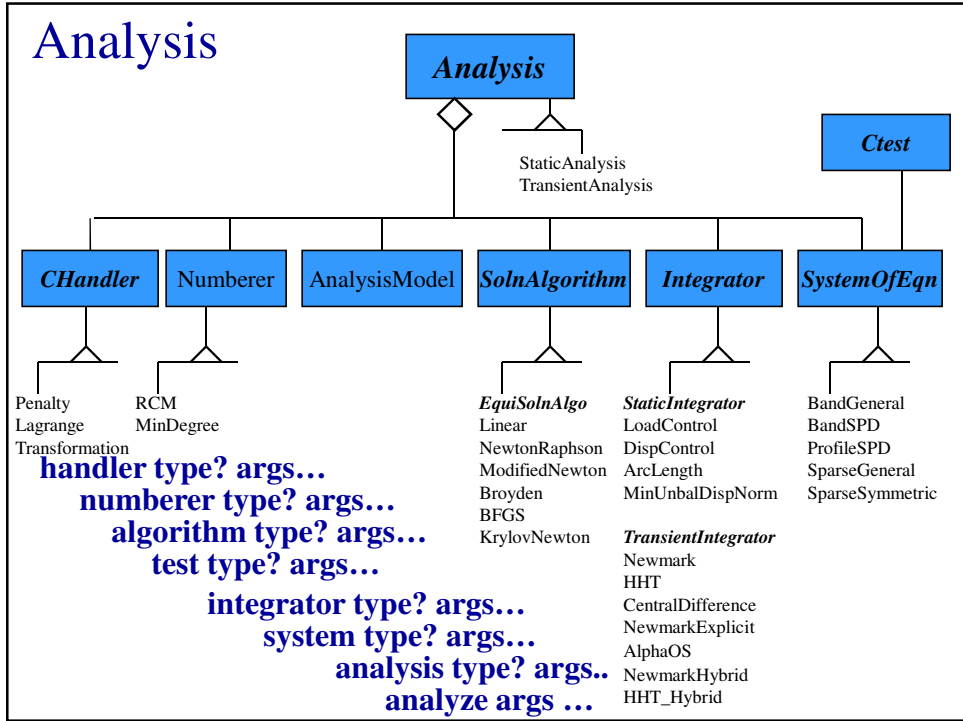 Analysis
Analysis
Ctest
StaticAnalysis
TransientAnalysis
CHandler
Numberer
AnalysisModel
SolnAlgorithm
Integrator
SystemOfEqn
Penalty
Lagrange
Transformation
RCM
MinDegree
EquiSolnAlgo
Linear
NewtonRaphson
ModifiedNewton
Broyden
BFGS
KrylovNewton
StaticIntegrator
LoadControl
DispControl
ArcLength
MinUnbalDispNorm
TransientIntegrator
Newmark
HHT
CentralDifference
NewmarkExplicit
AlphaOS
NewmarkHybrid
HHT_Hybrid
BandGeneral
BandSPD
ProfileSPD
SparseGeneral
SparseSymmetric
handler type? args…
numberer type? args…
algorithm type? args…
test type? args…
integrator type? args…
system type? args…
analysis type? args..
analyze args …